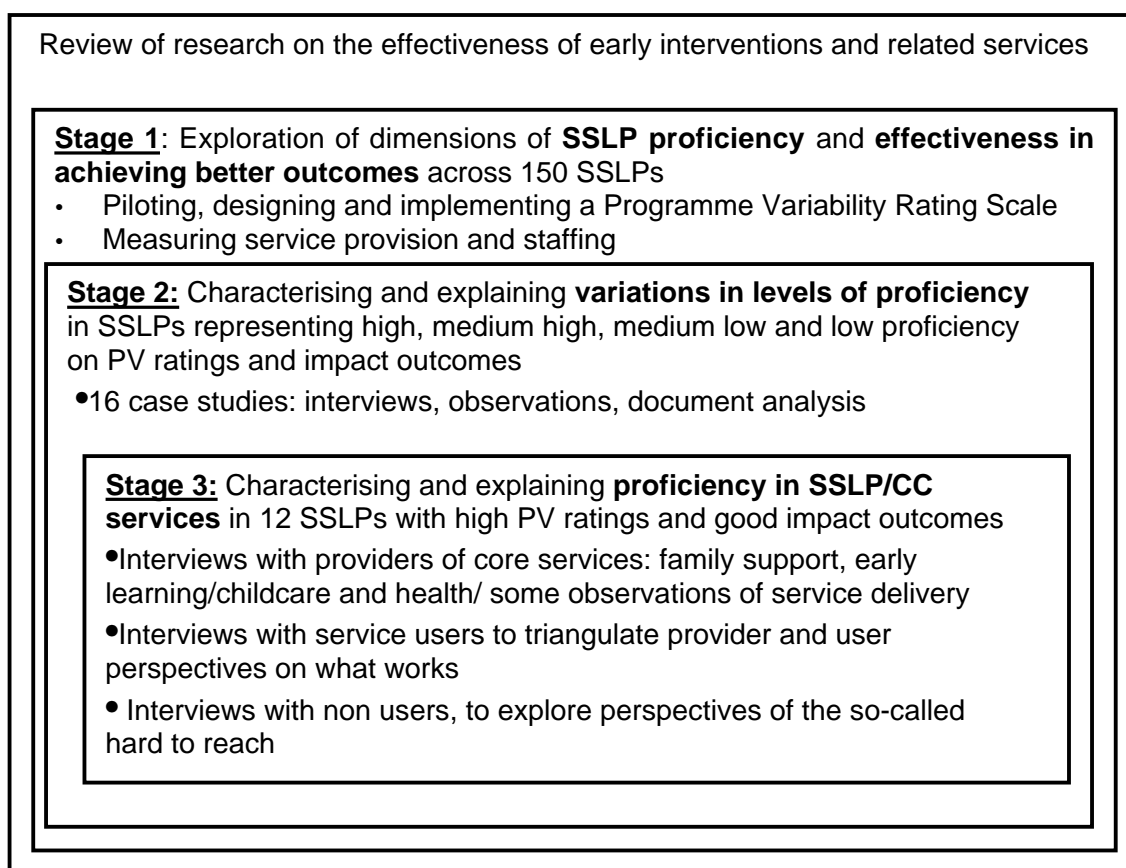 Review of research on the effectiveness of early interventions and related services
Stage 1: Exploration of dimensions of SSLP proficiency and effectiveness in
achieving better outcomes across 150 SSLPs
• Piloting, designing and implementing a Programme Variability Rating Scale
• Measuring service provision and staffing
Stage 2: Characterising and explaining variations in levels of proficiency
in SSLPs representing high, medium high, medium low and low proficiency
on PV ratings and impact outcomes
•16 case studies: interviews, observations, document analysis
Stage 3: Characterising and explaining proficiency in SSLP/CC
services in 12 SSLPs with high PV ratings and good impact outcomes
•Interviews with providers of core services: family support, early
learning/childcare and health/ some observations of service delivery
•Interviews with service users to triangulate provider and user
perspectives on what works
• Interviews with non users, to explore perspectives of the so-called
hard to reach